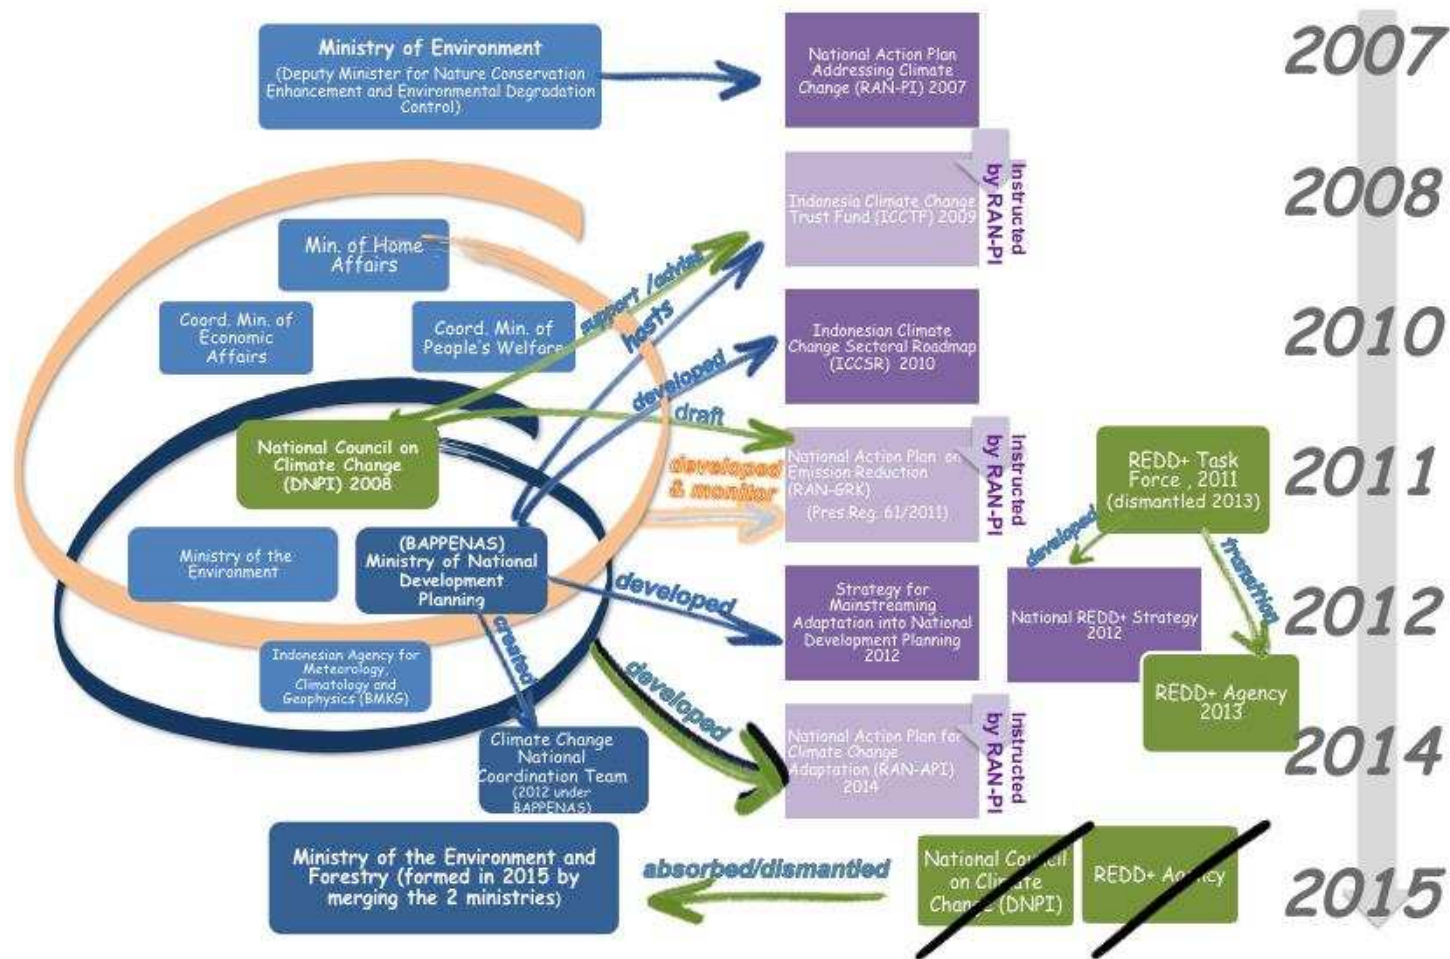 Ministry of Environment
(Deputy Minister for Nature Conservation
Enhancement and Environmental Degradation
Control)
National Action Plan
Addressing Climate
Change (RAN-PI) 2007
2007
Instructed
by RAN-PI
Indonesia Climate Change
Trust Fund (ICCTF) 2009
2008
Min. of Home
Affairs
Coord. Min. of
Economic
Affairs
Coord. Min. of
People's Welfare
support /advise
hosts
developed
draft
Indonesian Climate
Change Sectoral Roadmap
(ICCSR) 2010
2010
National Council on
Climate Change
(DNPI) 2008
developed
& monitor
National Action Plan on
Emission Reduction
(RAN-GRK)
(Pres.Reg. 61/2011)
Instructed
by RAN-PI
REDD+ Task
Force , 2011
(dismantled 2013)
2011
developed
transition
Ministry of the
Environment
(BAPPENAS)
Ministry of National
Development
Planning
developed
Strategy for
Mainstreaming
Adaptation into National
Development Planning
2012
National REDD+ Strategy
2012
2012
Indonesian Agency for
Meteorology,
Climatology and
Geophysics (BMKG)
created
developed
REDD+ Agency
2013
Climate Change
National
Coordination Team
(2012 under
BAPPENAS)
National Action Plan for
Climate Change
Adaptation (RAN-API)
2014
Instructed
by RAN-PI
2014
Ministry of the Environment and
Forestry (formed in 2015 by
merging the 2 ministries)
absorbed/dismantled
National Council
on Climate
Change (DNPI)
REDD+ Agency
2015